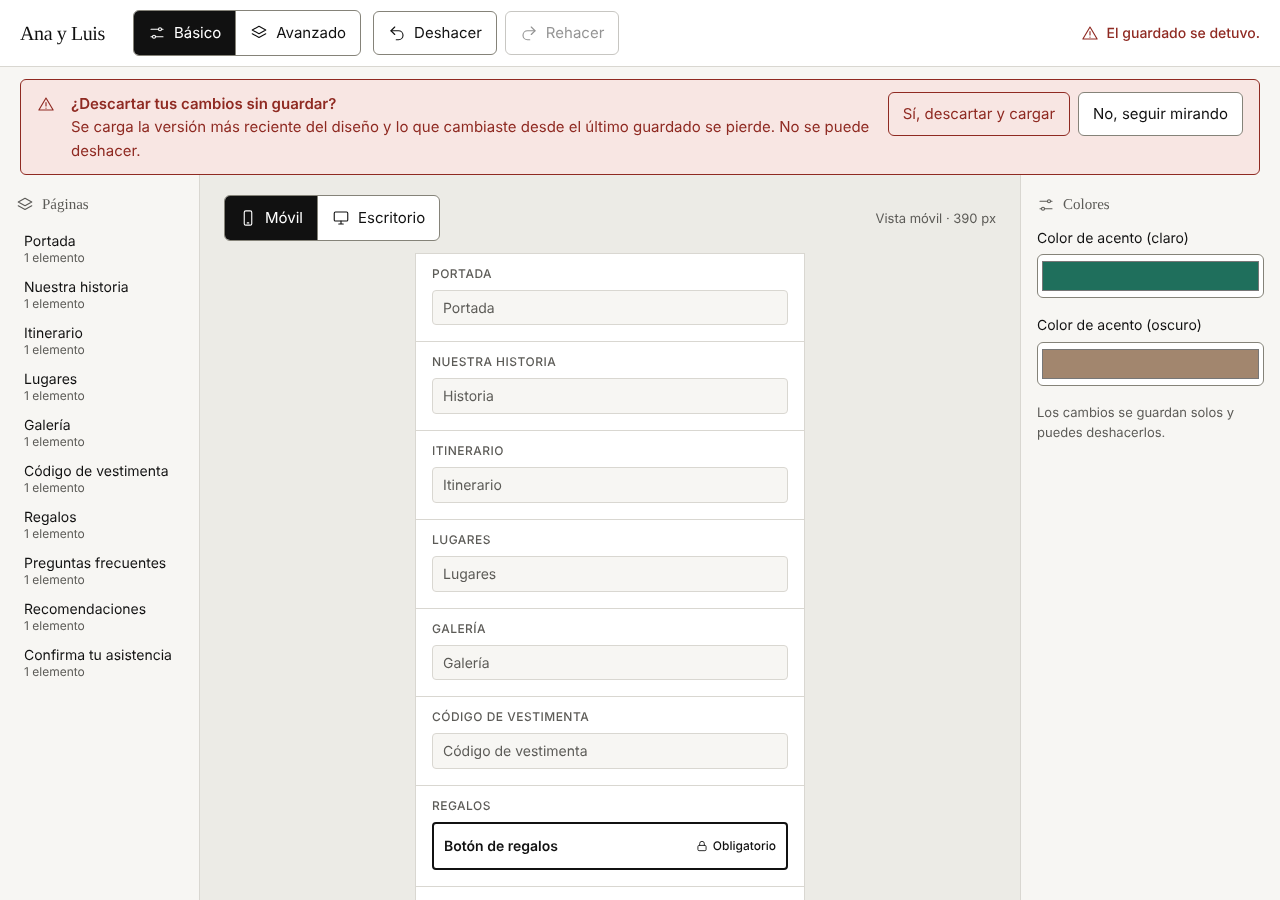 Ana y Luis
Básico
Avanzado
Deshacer
Rehacer
El guardado se detuvo.
¿Descartar tus cambios sin guardar?
Se carga la versión más reciente del diseño y lo que cambiaste desde el último guardado se pierde. No se puede
deshacer.
Sí, descartar y cargar
No, seguir mirando
Páginas
Portada
1 elemento
Nuestra historia
1 elemento
Itinerario
1 elemento
Lugares
1 elemento
Galería
1 elemento
Código de vestimenta
1 elemento
Regalos
1 elemento
Preguntas frecuentes
1 elemento
Recomendaciones
1 elemento
Confirma tu asistencia
1 elemento
Móvil
Escritorio
Vista móvil · 390 px
PORTADA
Portada
NUESTRA HISTORIA
Historia
ITINERARIO
Itinerario
LUGARES
Lugares
GALERÍA
Galería
CÓDIGO DE VESTIMENTA
Código de vestimenta
REGALOS
Botón de regalos
Obligatorio
Colores
Color de acento (claro)
Color de acento (oscuro)
Los cambios se guardan solos y
puedes deshacerlos.